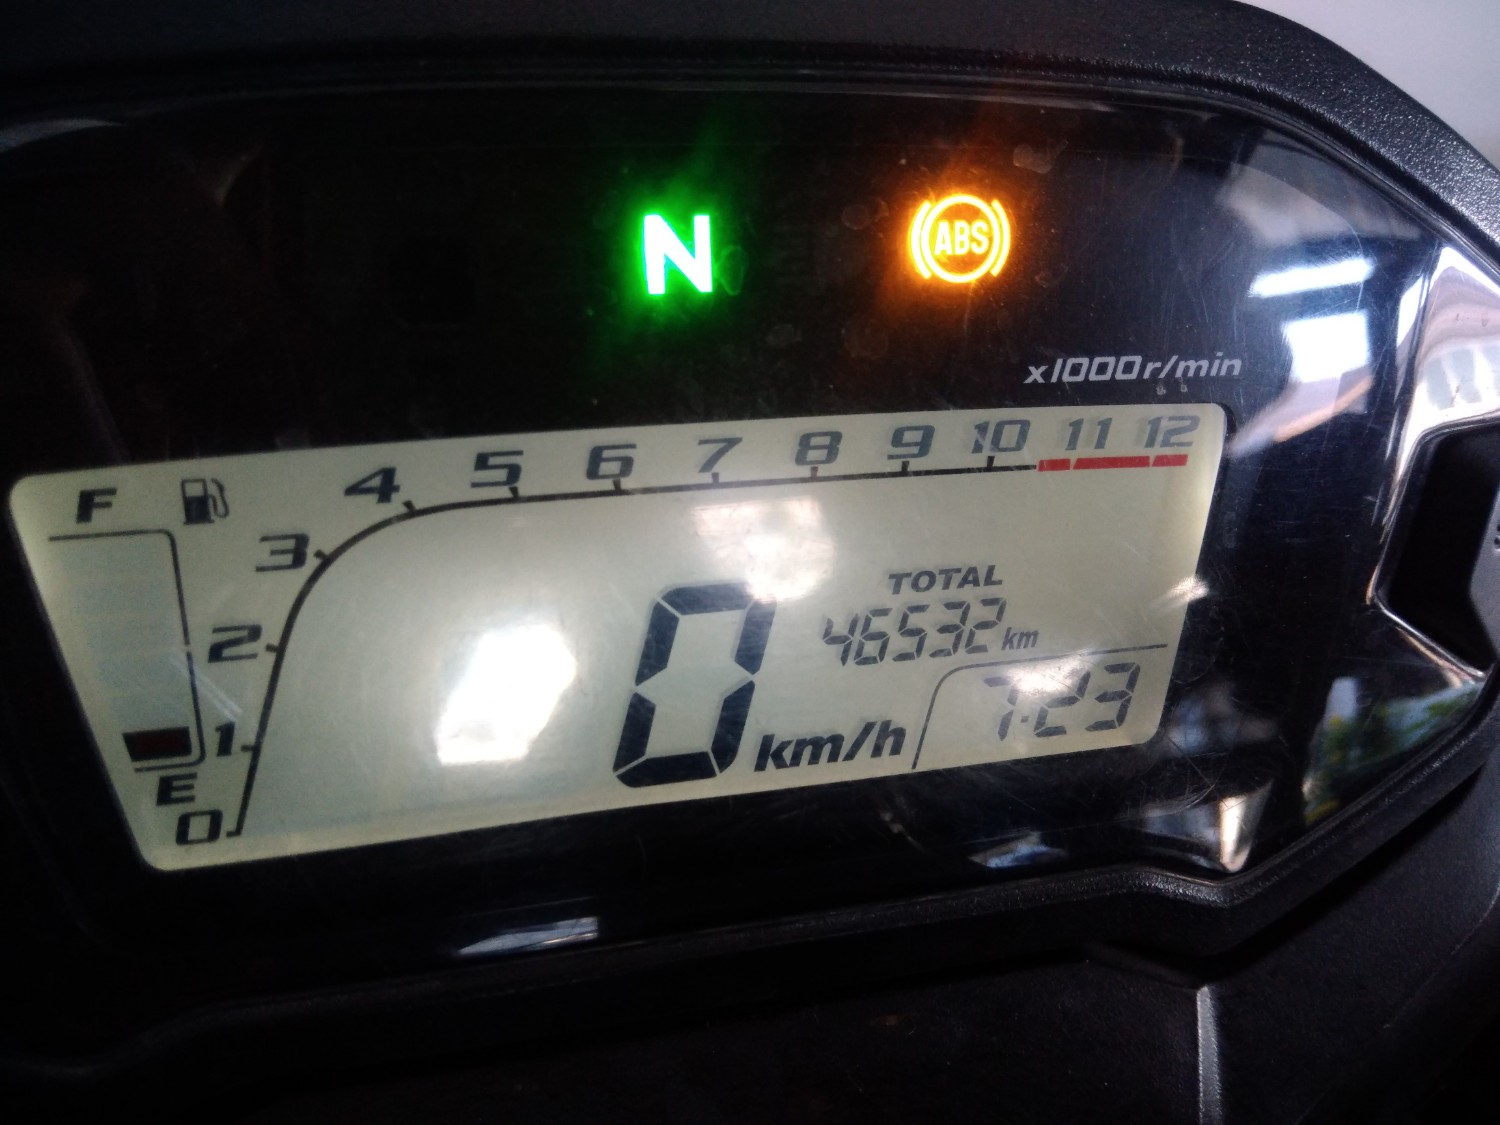 N
ABS
x1000r/min
F
0 1 2 3 4 5 6 7 8 9 10 11 12
TOTAL
46532 km
0 km/h
7:23
E